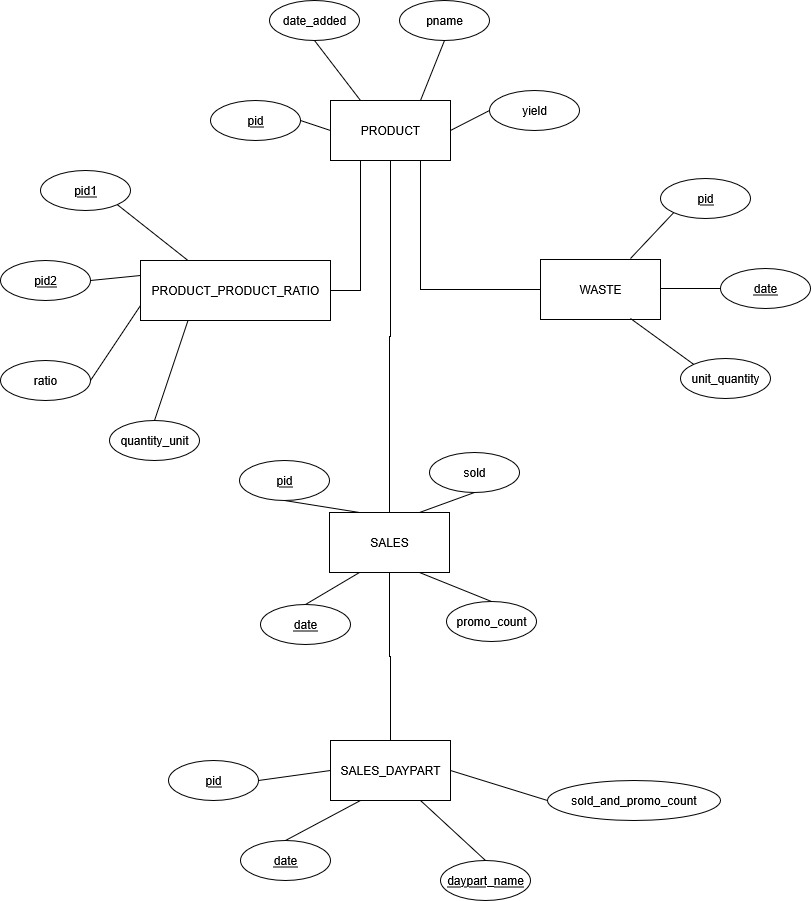 date_added
pname
pid
PRODUCT
yield
pid1
pid
pid2
PRODUCT_PRODUCT_RATIO
WASTE
date
ratio
unit_quantity
quantity_unit
pid
sold
SALES
date
promo_count
pid
SALES_DAYPART
sold_and_promo_count
date
daypart_name